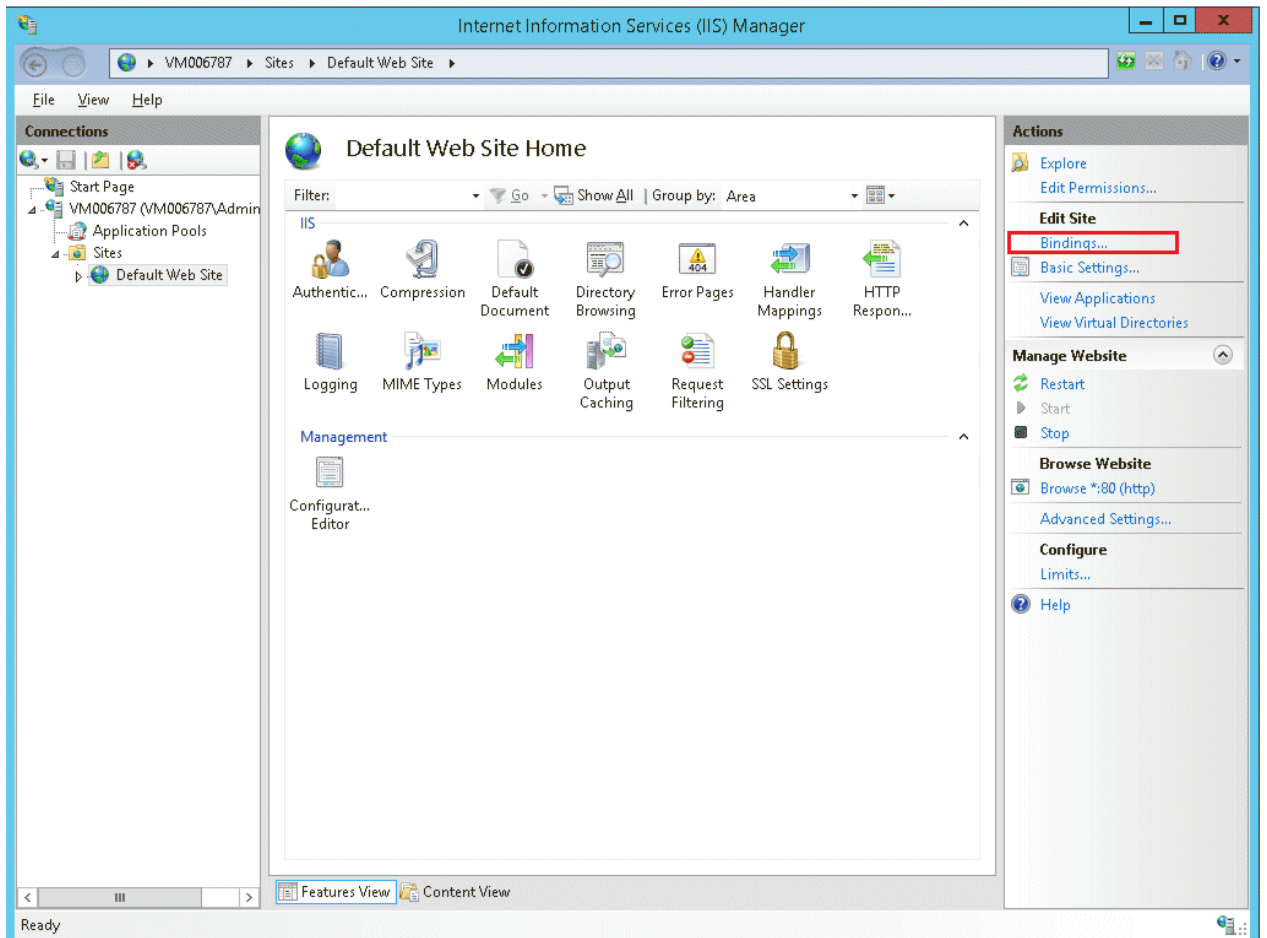 Internet Information Services (IIS) Manager
VM006787 Sites Default Web Site
File View Help
Connections
Start Page
VM006787 (VM006787\Admin
Application Pools
Sites
Default Web Site
Default Web Site Home
Filter: Go Show All Group by: Area
IIS
Authentic... Compression Default Document Directory Browsing Error Pages Handler Mappings HTTP Respon...
Logging MIME Types Modules Output Caching Request Filtering SSL Settings
Management
Configurat... Editor
Features View Content View
Actions
Explore
Edit Permissions...
Edit Site
Bindings...
Basic Settings...
View Applications
View Virtual Directories
Manage Website
Restart
Start
Stop
Browse Website
Browse *:80 (http)
Advanced Settings...
Configure
Limits...
Help
Ready